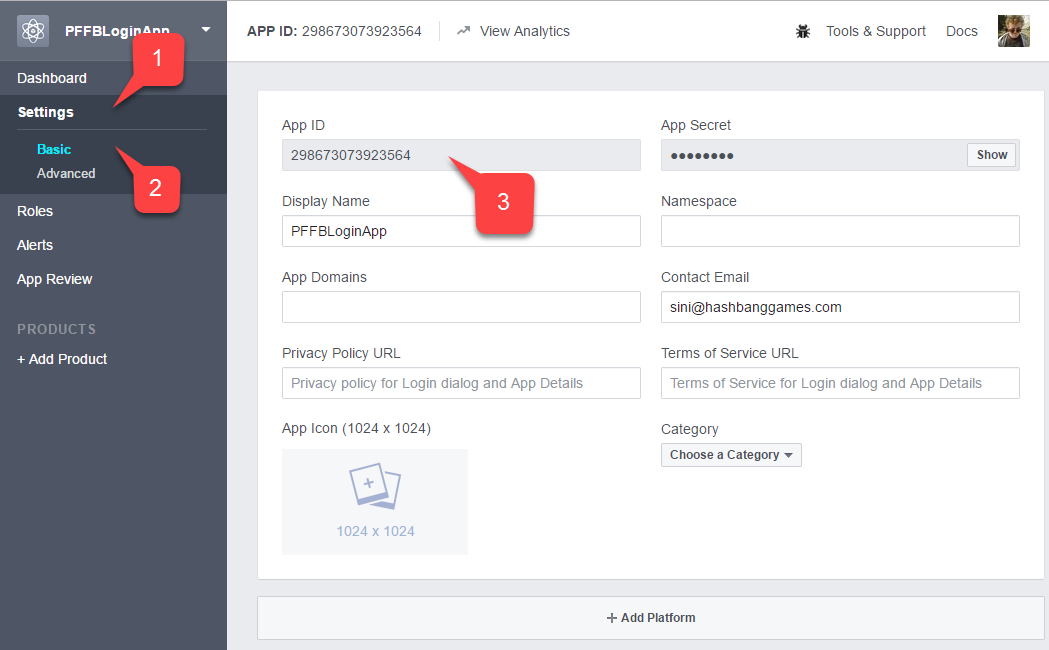 PFFBLoginApp
APP ID: 298673073923564
View Analytics
Tools & Support
Docs
1
Dashboard
Settings
Basic
Advanced
2
Roles
Alerts
App Review
PRODUCTS
+ Add Product
App ID
App Secret
298673073923564
●●●●●●●●
Show
3
Display Name
Namespace
PFFBLoginApp
App Domains
Contact Email
sini@hashbanggames.com
Privacy Policy URL
Terms of Service URL
Privacy policy for Login dialog and App Details
Terms of Service for Login dialog and App Details
App Icon (1024 x 1024)
Category
Choose a Category
1024 x 1024
+ Add Platform